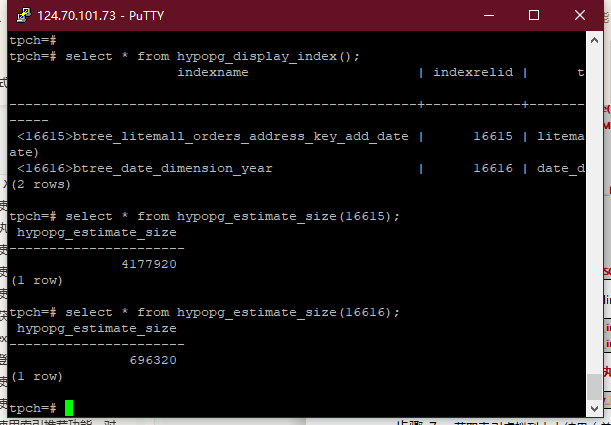 124.70.101.73 - PuTTY
tpch=#
tpch=# select * from hypopg_display_index();
indexname | indexrelid | t
--------------------------------------------------+------------+-------
-----
<16615>btree_litemall_orders_address_key_add_date | 16615 | litema
ate)
<16616>btree_date_dimension_year | 16616 | date_d
(2 rows)
tpch=# select * from hypopg_estimate_size(16615);
hypopg_estimate_size
----------------------
4177920
(1 row)
tpch=# select * from hypopg_estimate_size(16616);
hypopg_estimate_size
----------------------
696320
(1 row)
tpch=#